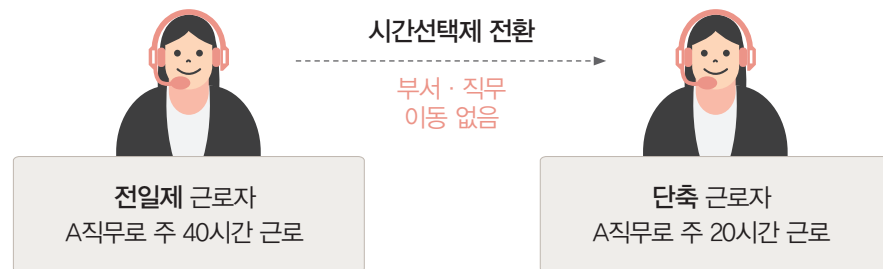 시간선택제 전환
부서 · 직무
이동 없음
전일제 근로자
A직무로 주 40시간 근로
단축 근로자
A직무로 주 20시간 근로